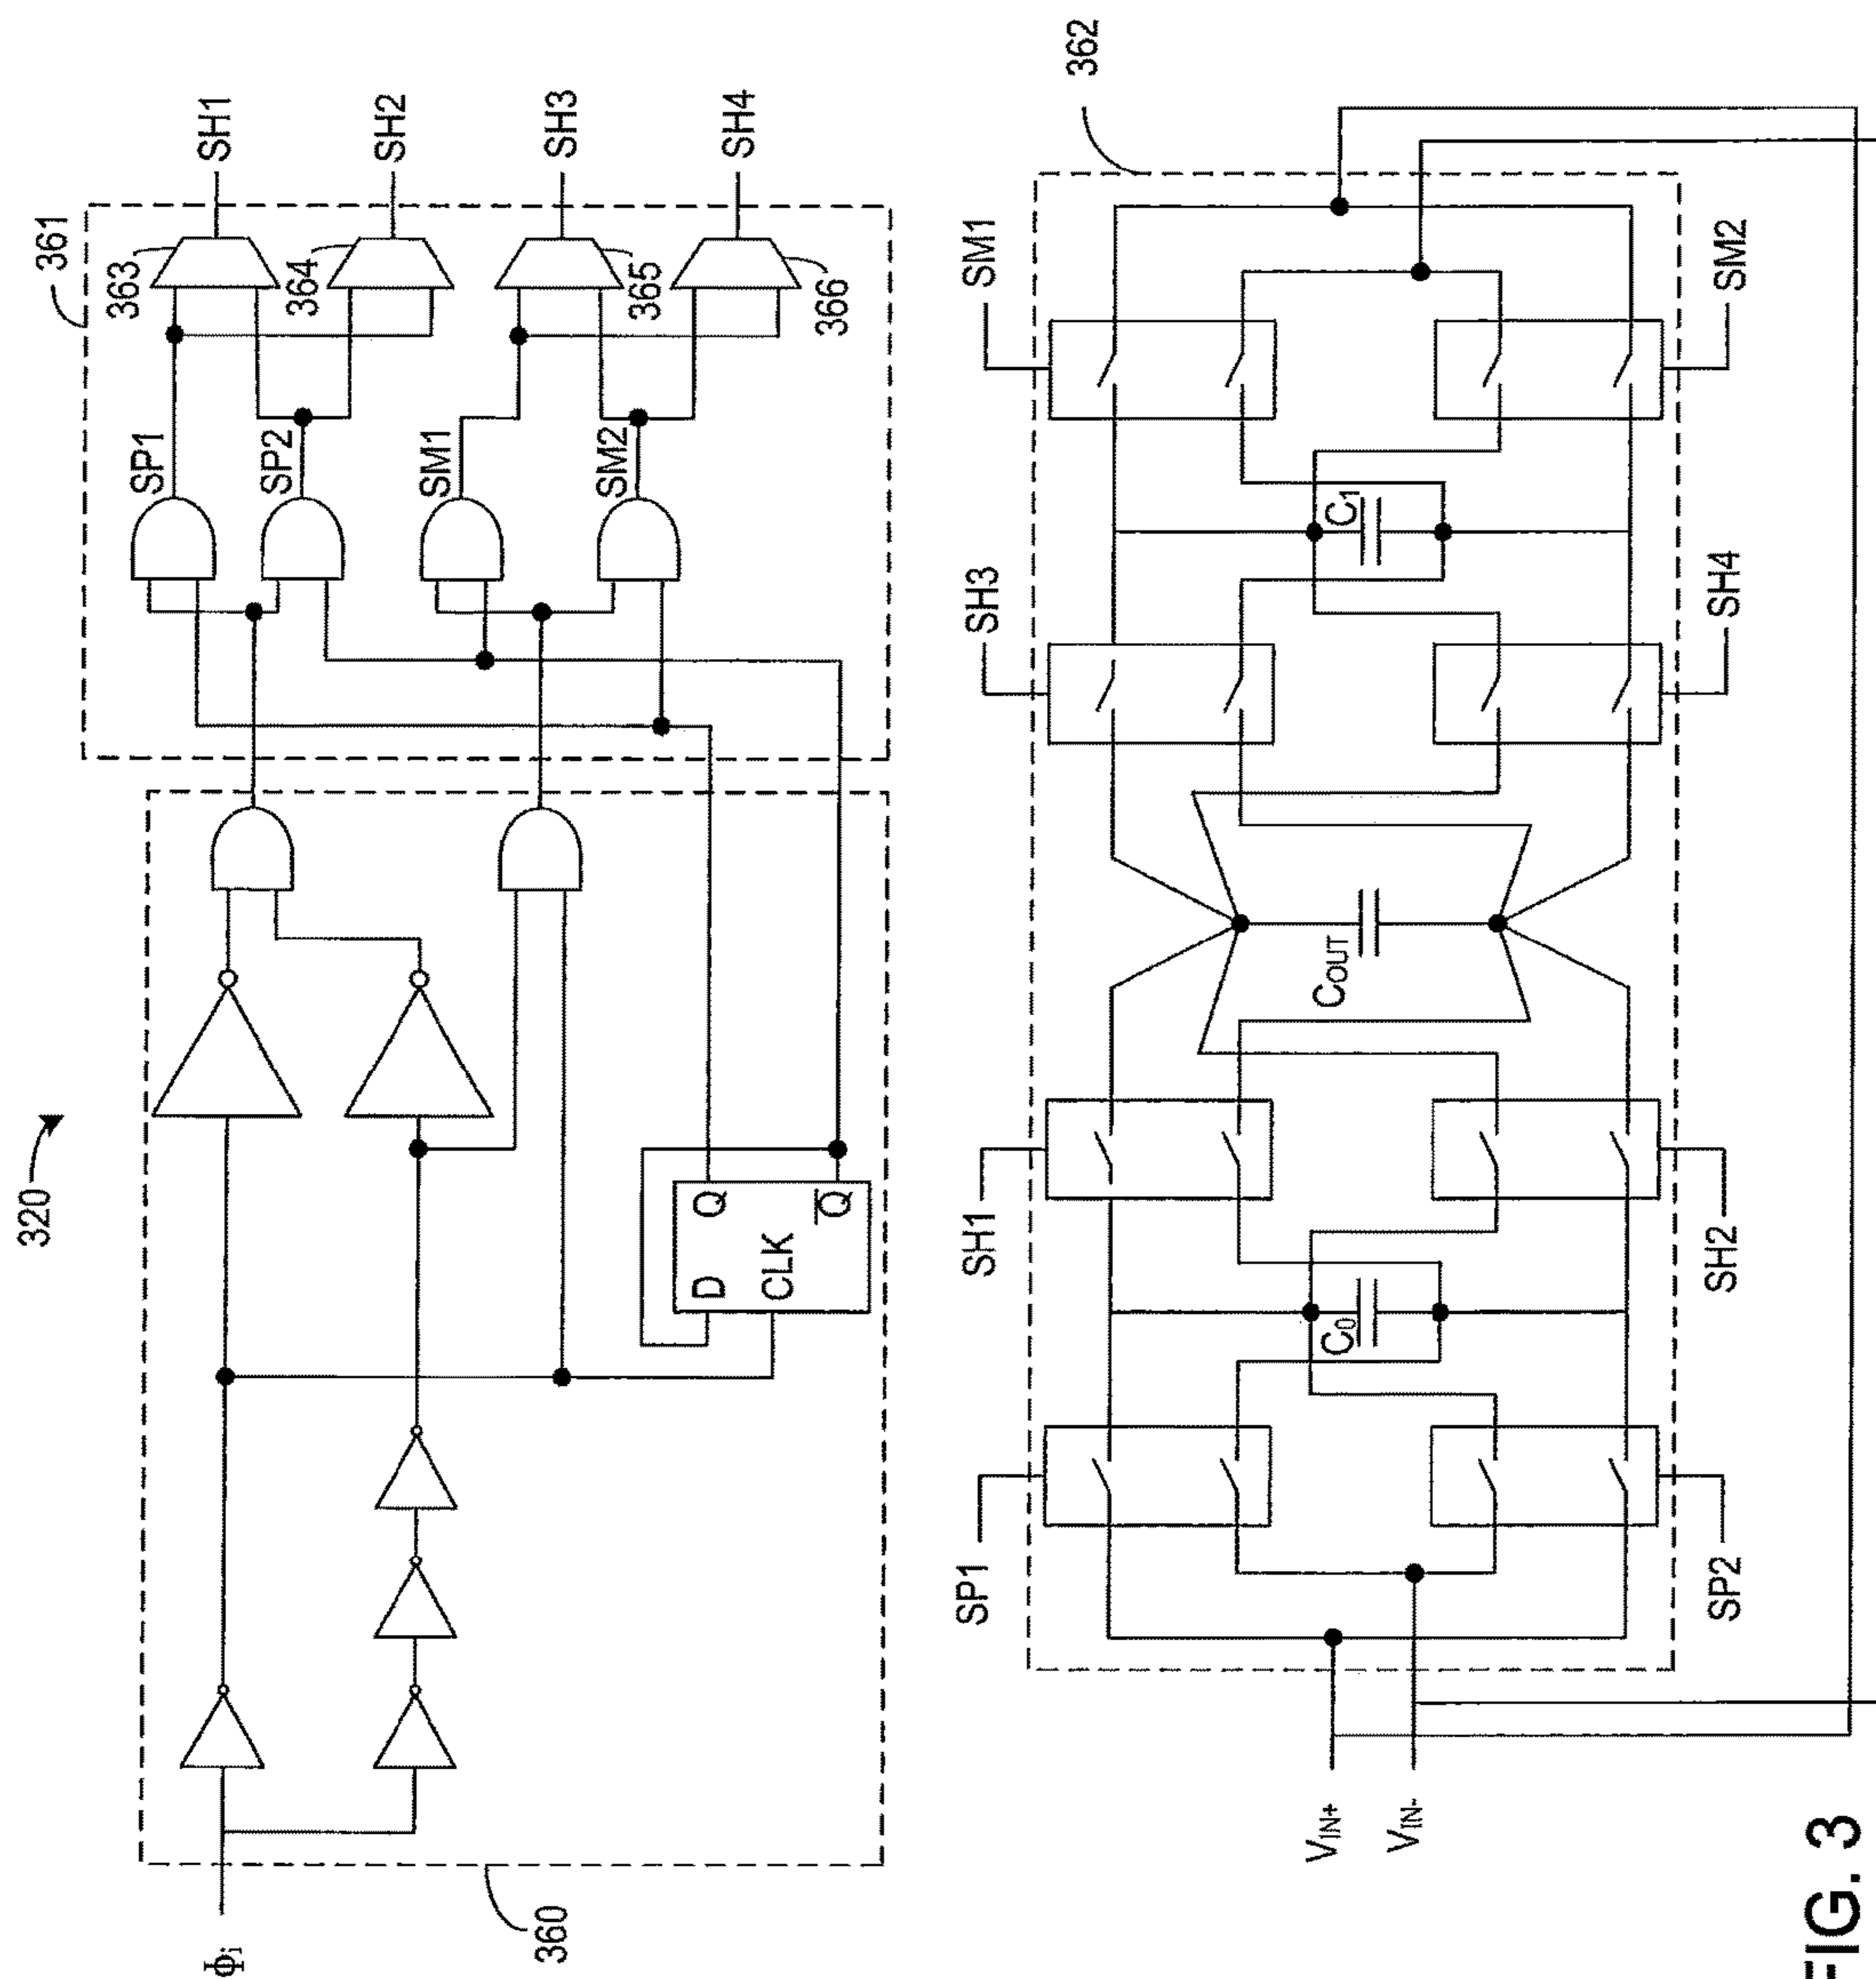 320
361
363
364
365
366
SH1
SH2
SH3
SH4
SP1
SP2
SM1
SM2
D
Q
CLK
Q̅
Φi
360
362
SP1
SH1
SH3
SM1
C0
COUT
C1
SP2
SH2
SH4
SM2
VIN+
VIN-
FIG. 3